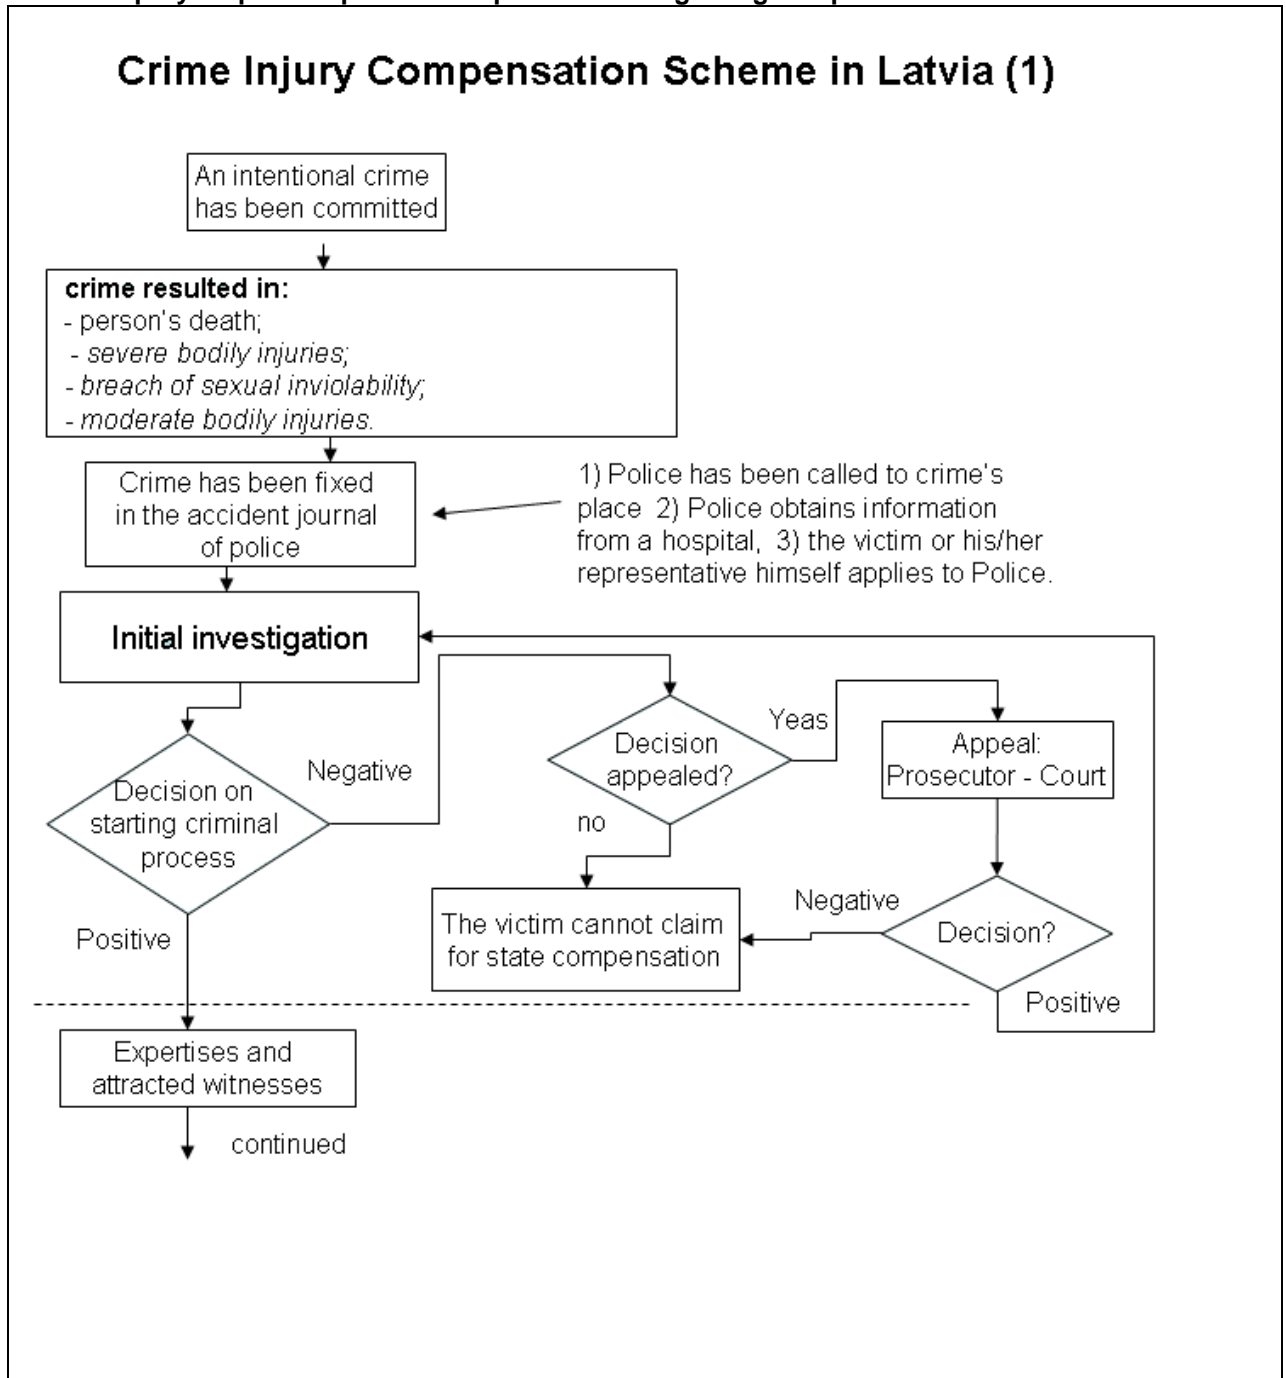 Crime Injury Compensation Scheme in Latvia (1)
An intentional crime
has been committed
crime resulted in:
- person's death;
- severe bodily injuries;
- breach of sexual inviolability;
- moderate bodily injuries.
Crime has been fixed
in the accident journal
of police
1) Police has been called to crime's
place 2) Police obtains information
from a hospital, 3) the victim or his/her
representative himself applies to Police.
Initial investigation
Decision on
starting criminal
process
Negative
Decision
appealed?
Yeas
Appeal:
Prosecutor - Court
no
The victim cannot claim
for state compensation
Negative
Decision?
Positive
Positive
Expertises and
attracted witnesses
continued